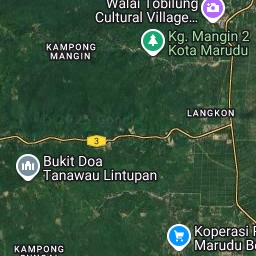 Walai Tobilung
Cultural Village...
Kg. Mangin 2
Kota Marudu
KAMPONG
MANGIN
LANGKON
3
Bukit Doa
Tanawau Lintupan
Koperasi
Marudu
KAMPONG